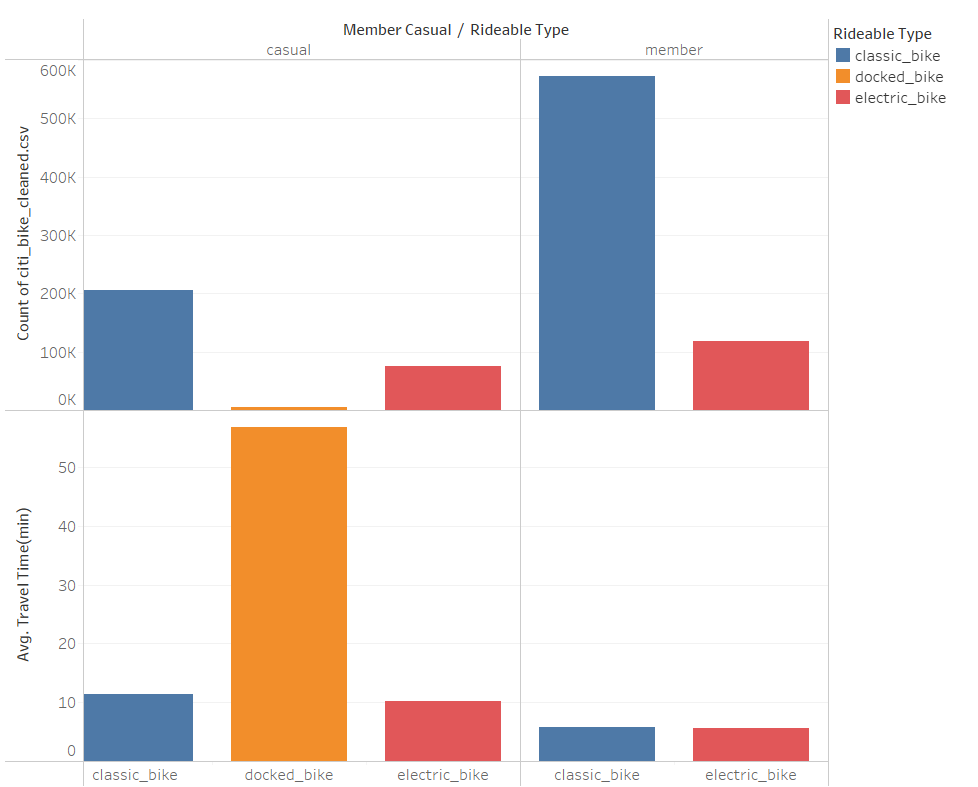 Member Casual / Rideable Type
casual
member
Rideable Type
classic_bike
docked_bike
electric_bike
Count of citi_bike_cleaned.csv
600K
500K
400K
300K
200K
100K
0K
Avg. Travel Time(min)
50
40
30
20
10
0
classic_bike
docked_bike
electric_bike
classic_bike
electric_bike